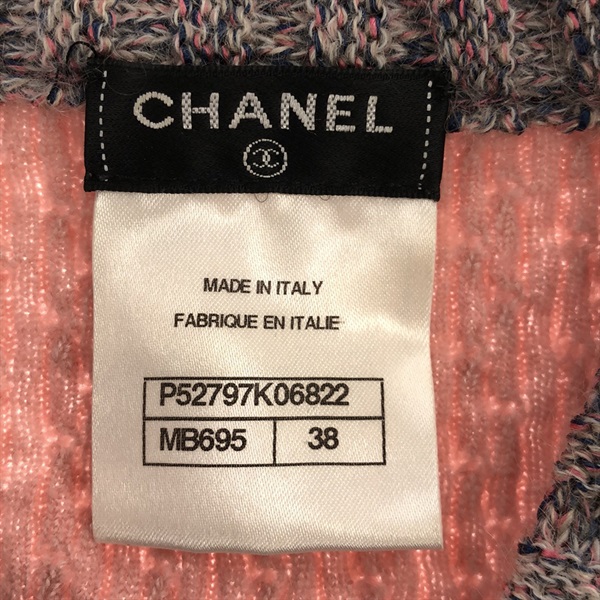 CHANEL
MADE IN ITALY
FABRIQUE EN ITALIE
P52797K06822
MB695 38